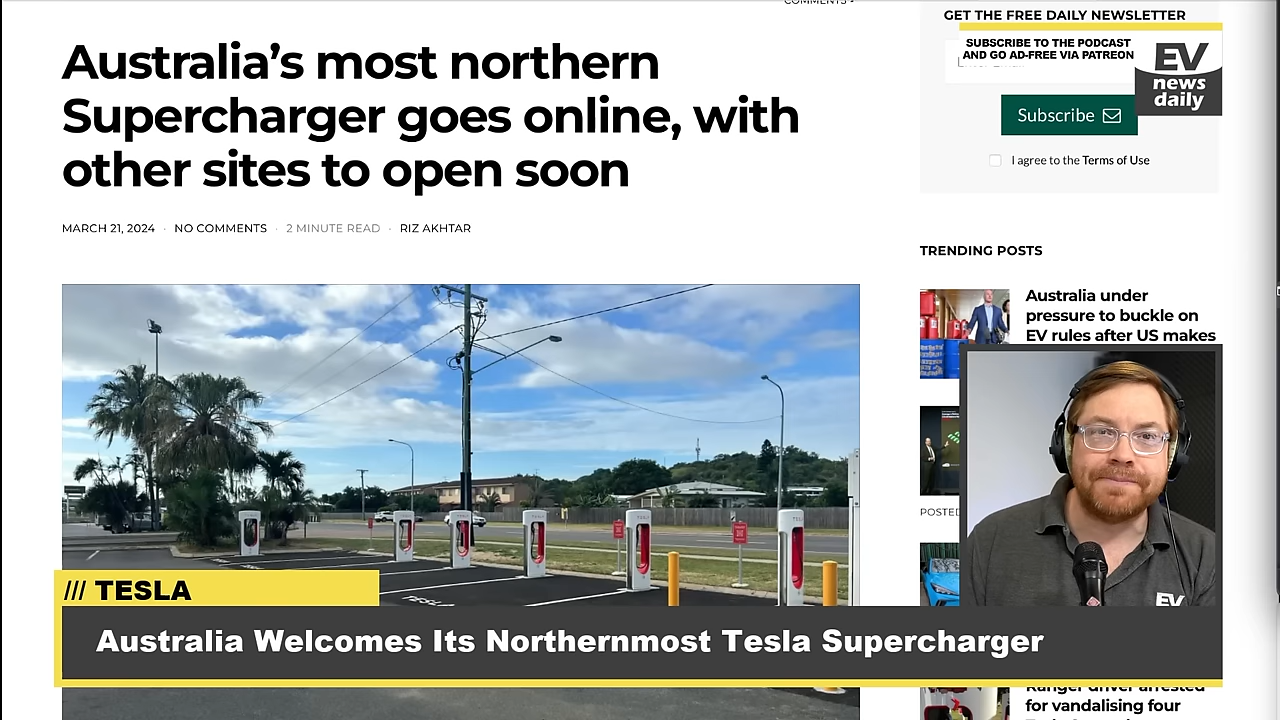 COMMENTS
GET THE FREE DAILY NEWSLETTER
SUBSCRIBE TO THE PODCAST
AND GO AD-FREE VIA PATREON
EV
news
daily
Subscribe
I agree to the Terms of Use
Australia’s most northern
Supercharger goes online, with
other sites to open soon
MARCH 21, 2024 · NO COMMENTS · 2 MINUTE READ · RIZ AKHTAR
TRENDING POSTS
Australia under
pressure to buckle on
EV rules after US makes
POSTED
EV
TESLA
/// TESLA
Australia Welcomes Its Northernmost Tesla Supercharger
Ranger driver arrested
for vandalising four